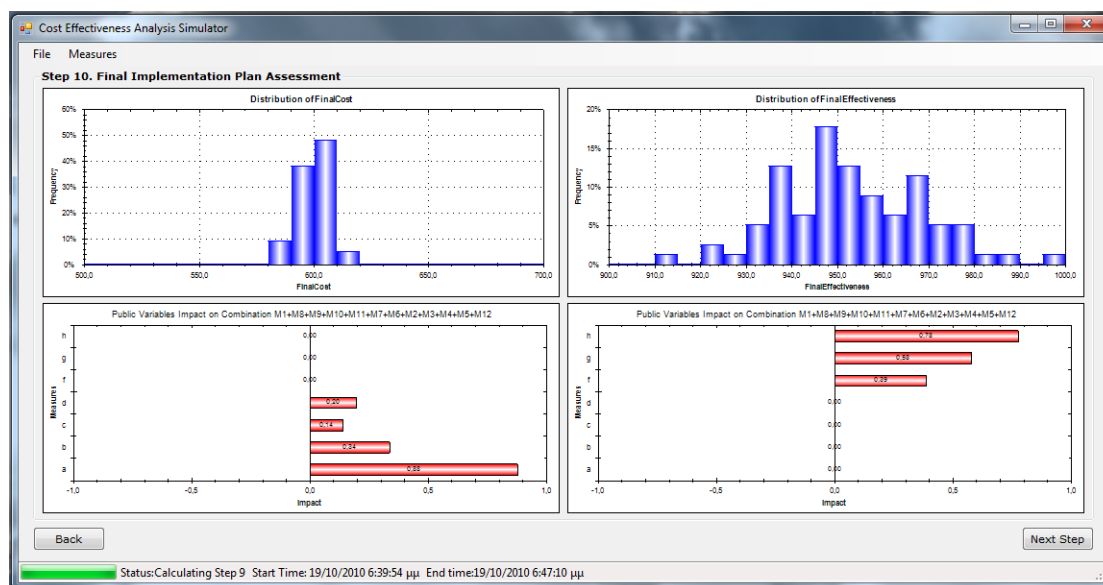 Cost Effectiveness Analysis Simulator
File Measures
Step 10. Final Implementation Plan Assessment
Distribution of FinalCost
60%
50%
40%
30%
20%
10%
0%
Frequency
500,0 550,0 600,0 650,0 700,0
FinalCost
Distribution of FinalEffectiveness
20%
15%
10%
5%
0%
Frequency
900,0 910,0 920,0 930,0 940,0 950,0 960,0 970,0 980,0 990,0 1000,0
FinalEffectiveness
Public Variables Impact on Combination M1+M8+M9+M10+M11+M7+M6+M2+M3+M4+M5+M12
h 0,00
g 0,00
f 0,00
d 0,20
c 0,14
b 0,34
a 0,88
Measures
-1,0 -0,5 0,0 0,5 1,0
Impact
Public Variables Impact on Combination M1+M8+M9+M10+M11+M7+M6+M2+M3+M4+M5+M12
h 0,78
g 0,58
f 0,39
d 0,00
c 0,00
b 0,00
a 0,00
Measures
-1,0 -0,5 0,0 0,5 1,0
Impact
Back
Next Step
Status:Calculating Step 9 Start Time: 19/10/2010 6:39:54 μμ End time:19/10/2010 6:47:10 μμ